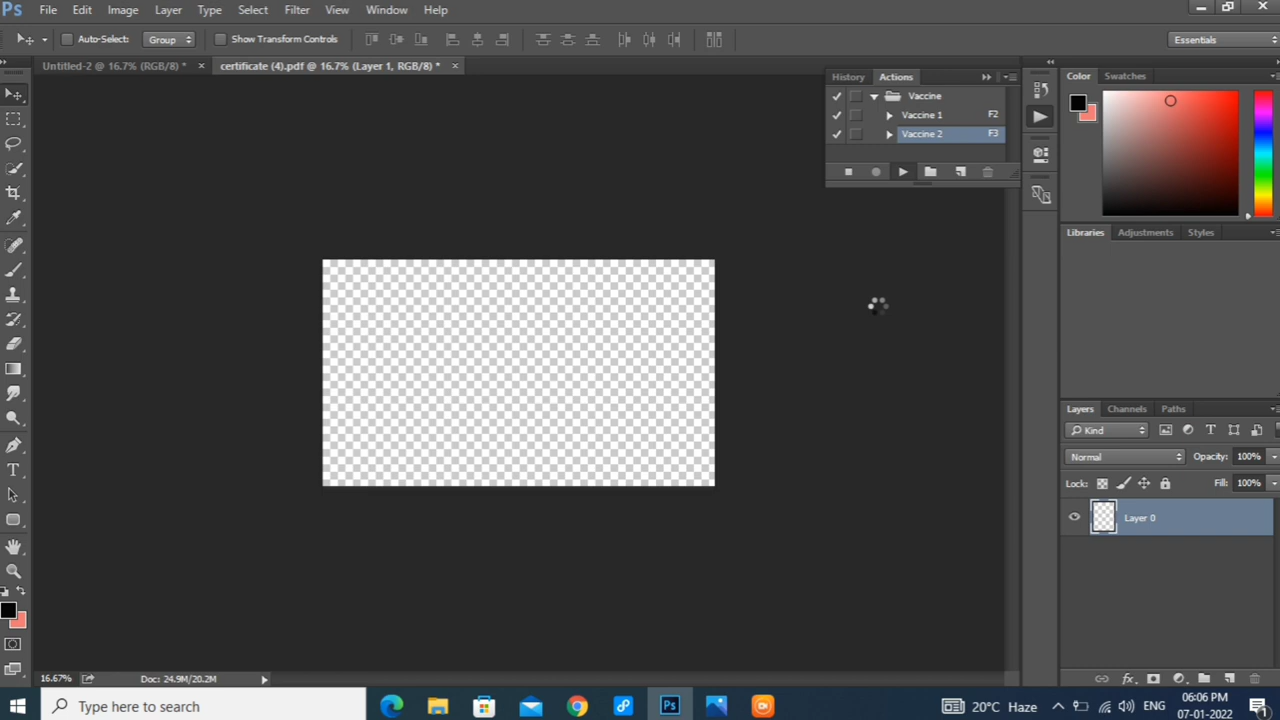 Ps File Edit Image Layer Type Select Filter View Window Help
Auto-Select: Group Show Transform Controls Essentials
Untitled-2 @ 16.7% (RGB/8) * × certificate (4).pdf @ 16.7% (Layer 1, RGB/8) * ×
History Actions
Vaccine
Vaccine 1 F2
Vaccine 2 F3
Color Swatches
Libraries Adjustments Styles
Layers Channels Paths
Kind
Normal Opacity: 100%
Lock: Fill: 100%
Layer 0
16.67% Doc: 24.9M/20.2M
Type here to search
Ps
20°C Haze ENG 06:06 PM
07-01-2022
1